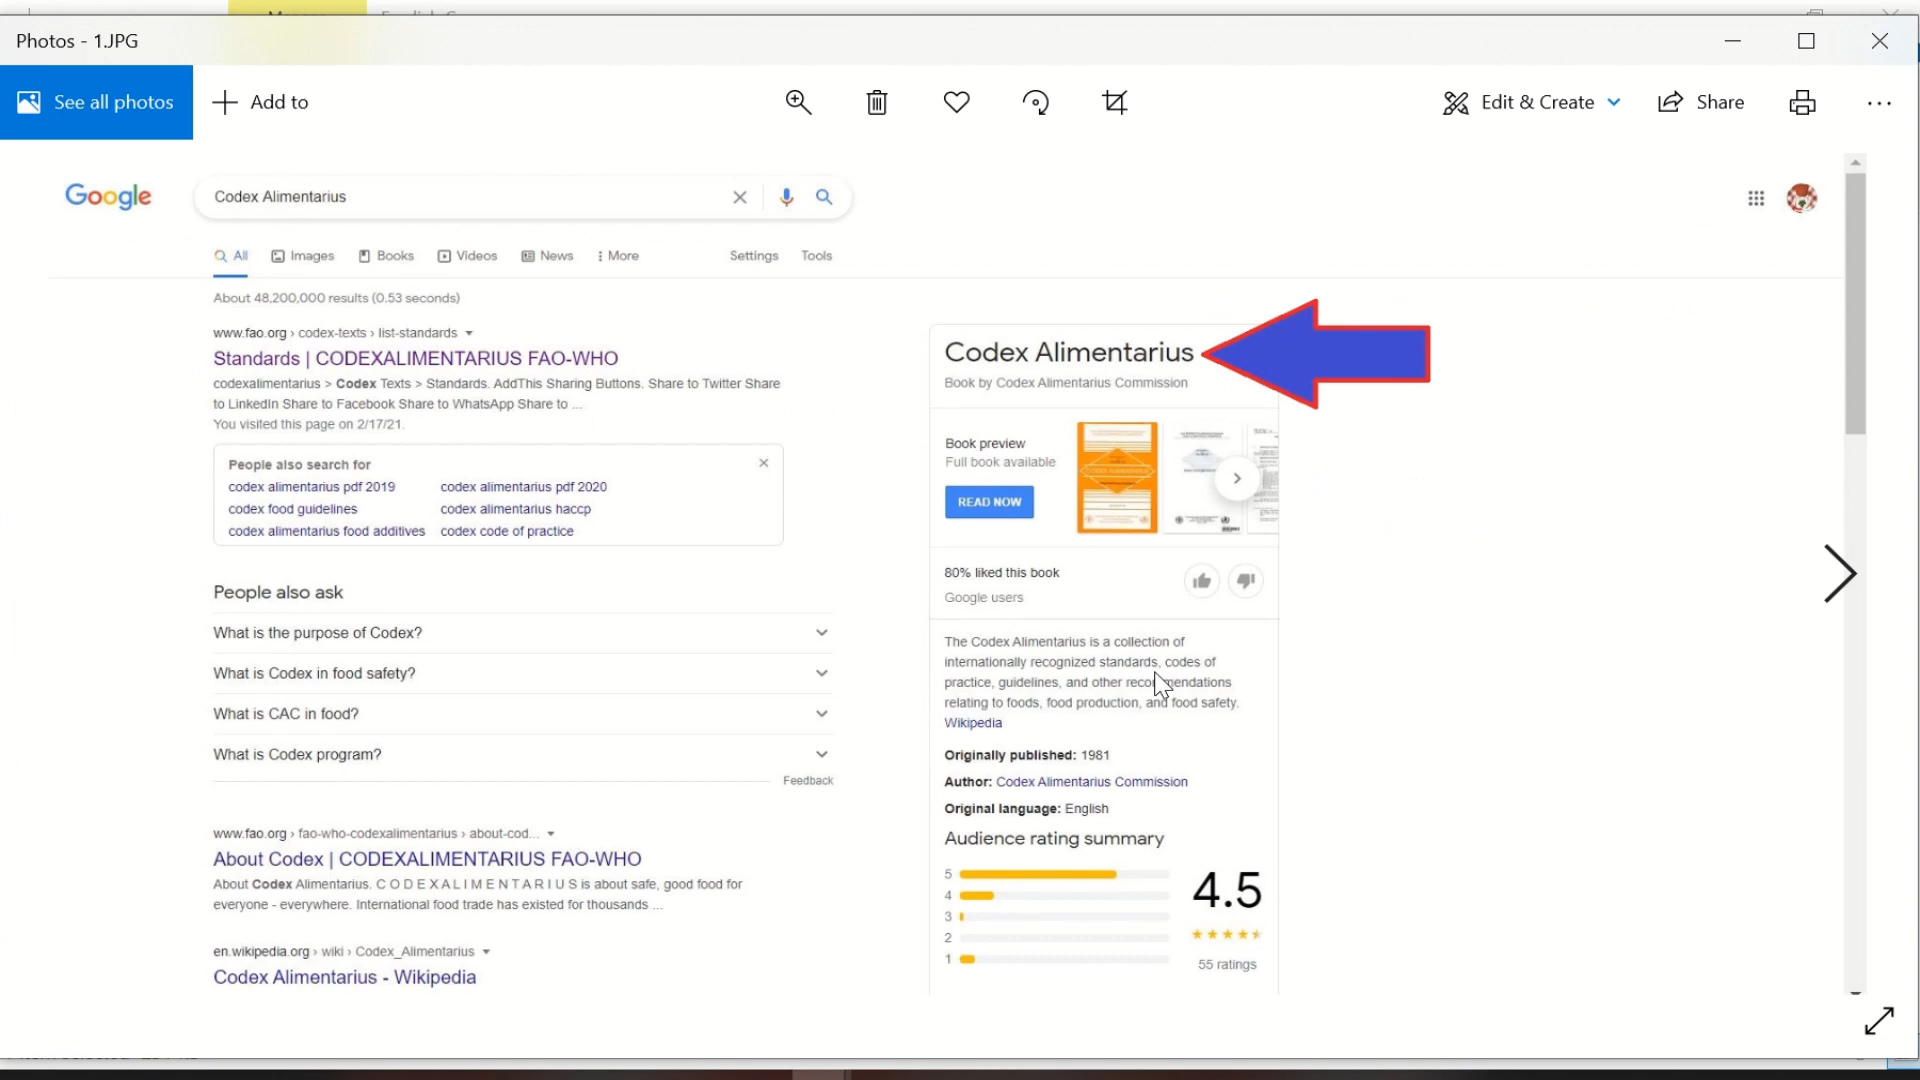 Photos - 1.JPG
See all photos
Add to
Edit & Create
Share
Google
Codex Alimentarius
All
Images
Books
Videos
News
More
Settings
Tools
About 48,200,000 results (0.53 seconds)
www.fao.org › codex-texts › list-standards
Standards | CODEXALIMENTARIUS FAO-WHO
codexalimentarius > Codex Texts > Standards. AddThis Sharing Buttons. Share to Twitter Share
to LinkedIn Share to Facebook Share to WhatsApp Share to ...
You visited this page on 2/17/21.
People also search for
codex alimentarius pdf 2019
codex alimentarius pdf 2020
codex food guidelines
codex alimentarius haccp
codex alimentarius food additives
codex code of practice
People also ask
What is the purpose of Codex?
What is Codex in food safety?
What is CAC in food?
What is Codex program?
Feedback
www.fao.org › fao-who-codexalimentarius › about-cod...
About Codex | CODEXALIMENTARIUS FAO-WHO
About Codex Alimentarius. C O D E X A L I M E N T A R I U S is about safe, good food for
everyone - everywhere. International food trade has existed for thousands ...
en.wikipedia.org › wiki › Codex_Alimentarius
Codex Alimentarius - Wikipedia
Codex Alimentarius
Book by Codex Alimentarius Commission
Book preview
Full book available
READ NOW
80% liked this book
Google users
The Codex Alimentarius is a collection of
internationally recognized standards, codes of
practice, guidelines, and other recommendations
relating to foods, food production, and food safety.
Wikipedia
Originally published: 1981
Author: Codex Alimentarius Commission
Original language: English
Audience rating summary
5
4
3
2
1
4.5
55 ratings